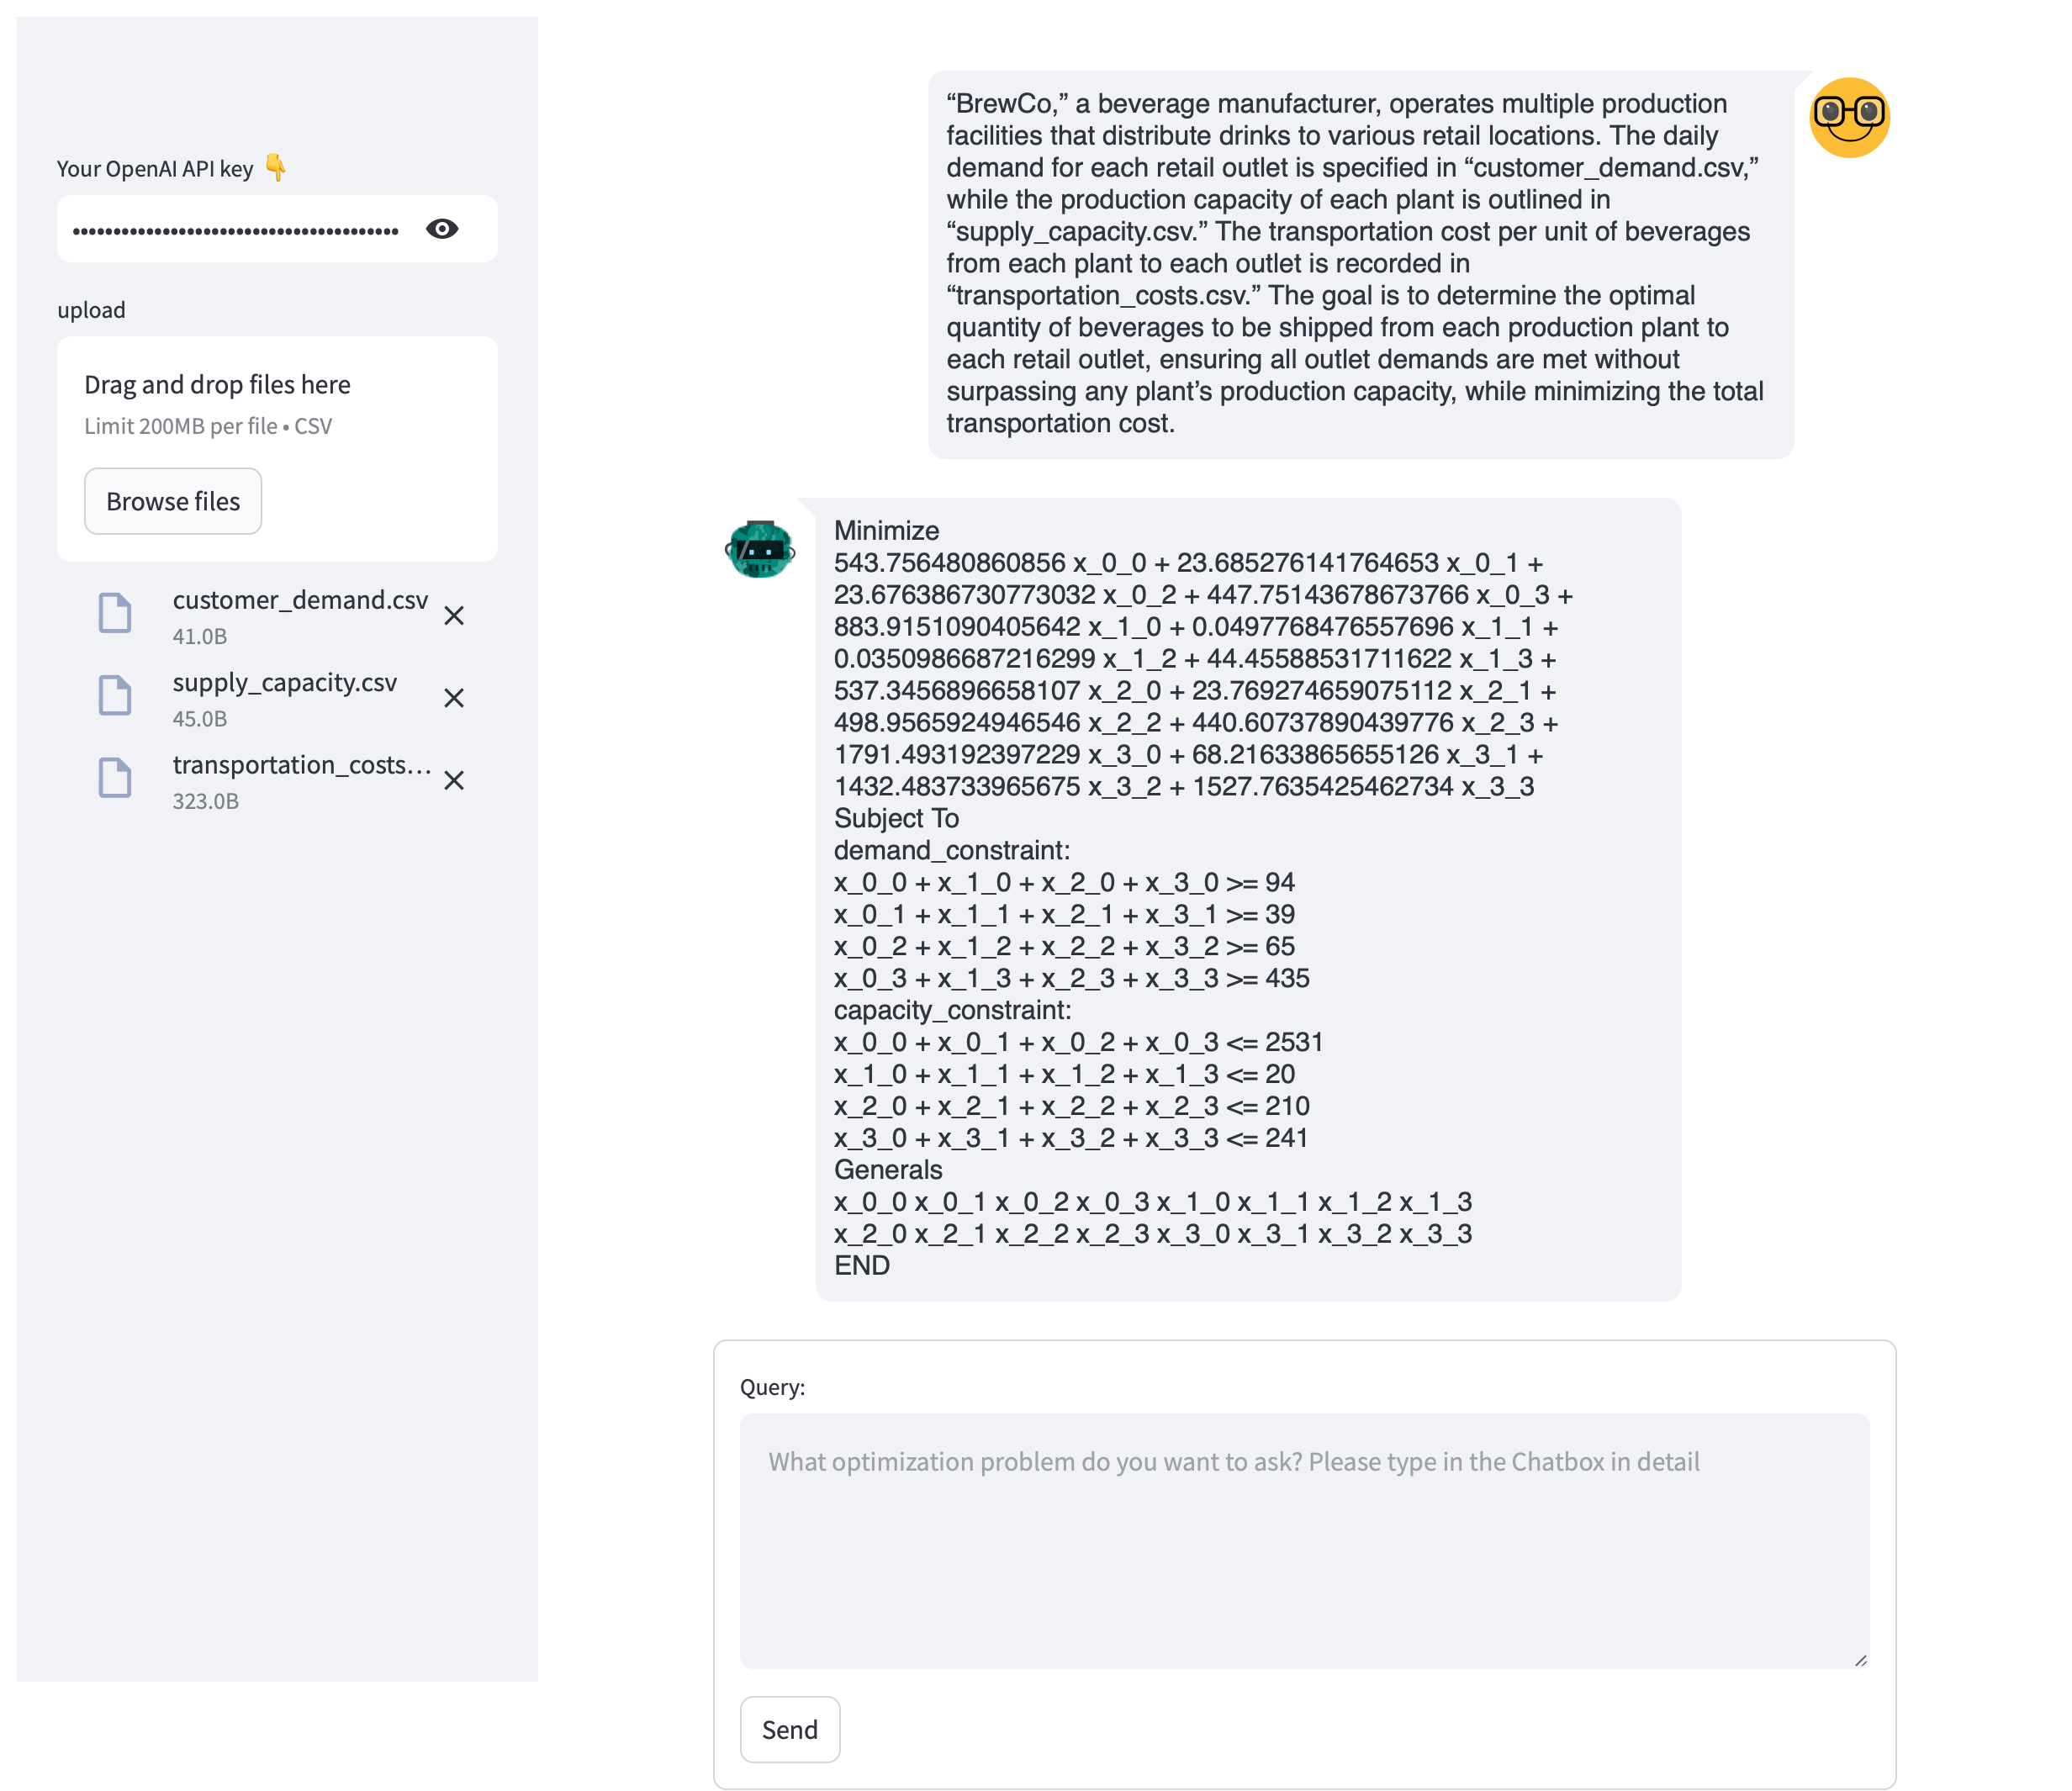 Your OpenAI API key 👇
••••••••••••••••••••••••••••••••••••••••
upload
Drag and drop files here
Limit 200MB per file • CSV
Browse files
customer_demand.csv
41.0B
supply_capacity.csv
45.0B
transportation_costs...
323.0B
“BrewCo,” a beverage manufacturer, operates multiple production
facilities that distribute drinks to various retail locations. The daily
demand for each retail outlet is specified in “customer_demand.csv,”
while the production capacity of each plant is outlined in
“supply_capacity.csv.” The transportation cost per unit of beverages
from each plant to each outlet is recorded in
“transportation_costs.csv.” The goal is to determine the optimal
quantity of beverages to be shipped from each production plant to
each retail outlet, ensuring all outlet demands are met without
surpassing any plant’s production capacity, while minimizing the total
transportation cost.
Minimize
543.756480860856 x_0_0 + 23.685276141764653 x_0_1 +
23.676386730773032 x_0_2 + 447.75143678673766 x_0_3 +
883.9151090405642 x_1_0 + 0.0497768476557696 x_1_1 +
0.0350986687216299 x_1_2 + 44.45588531711622 x_1_3 +
537.3456896658107 x_2_0 + 23.769274659075112 x_2_1 +
498.9565924946546 x_2_2 + 440.60737890439776 x_2_3 +
1791.493192397229 x_3_0 + 68.21633865655126 x_3_1 +
1432.483733965675 x_3_2 + 1527.7635425462734 x_3_3
Subject To
demand_constraint:
x_0_0 + x_1_0 + x_2_0 + x_3_0 >= 94
x_0_1 + x_1_1 + x_2_1 + x_3_1 >= 39
x_0_2 + x_1_2 + x_2_2 + x_3_2 >= 65
x_0_3 + x_1_3 + x_2_3 + x_3_3 >= 435
capacity_constraint:
x_0_0 + x_0_1 + x_0_2 + x_0_3 <= 2531
x_1_0 + x_1_1 + x_1_2 + x_1_3 <= 20
x_2_0 + x_2_1 + x_2_2 + x_2_3 <= 210
x_3_0 + x_3_1 + x_3_2 + x_3_3 <= 241
Generals
x_0_0 x_0_1 x_0_2 x_0_3 x_1_0 x_1_1 x_1_2 x_1_3
x_2_0 x_2_1 x_2_2 x_2_3 x_3_0 x_3_1 x_3_2 x_3_3
END
Query:
What optimization problem do you want to ask? Please type in the Chatbox in detail
Send